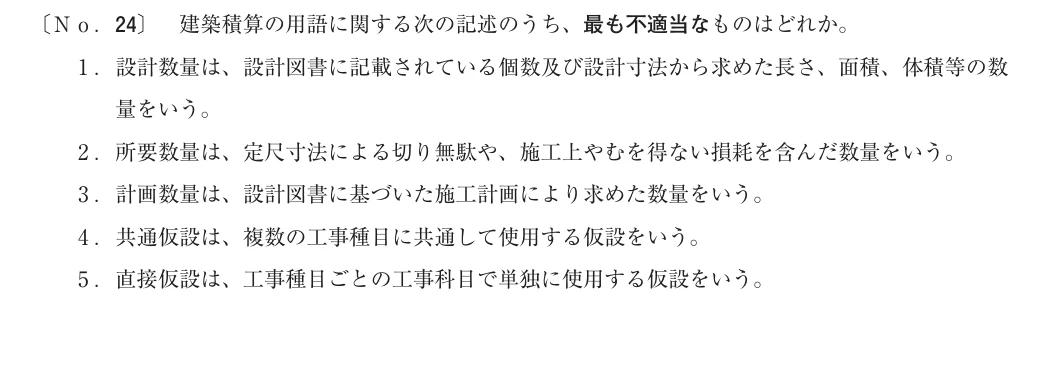 〔Ｎｏ．24〕　建築積算の用語に関する次の記述のうち、最も不適当なものはどれか。
１．設計数量は、設計図書に記載されている個数及び設計寸法から求めた長さ、面積、体積等の数
量をいう。
２．所要数量は、定尺寸法による切り無駄や、施工上やむを得ない損耗を含んだ数量をいう。
３．計画数量は、設計図書に基づいた施工計画により求めた数量をいう。
４．共通仮設は、複数の工事種目に共通して使用する仮設をいう。
５．直接仮設は、工事種目ごとの工事科目で単独に使用する仮設をいう。